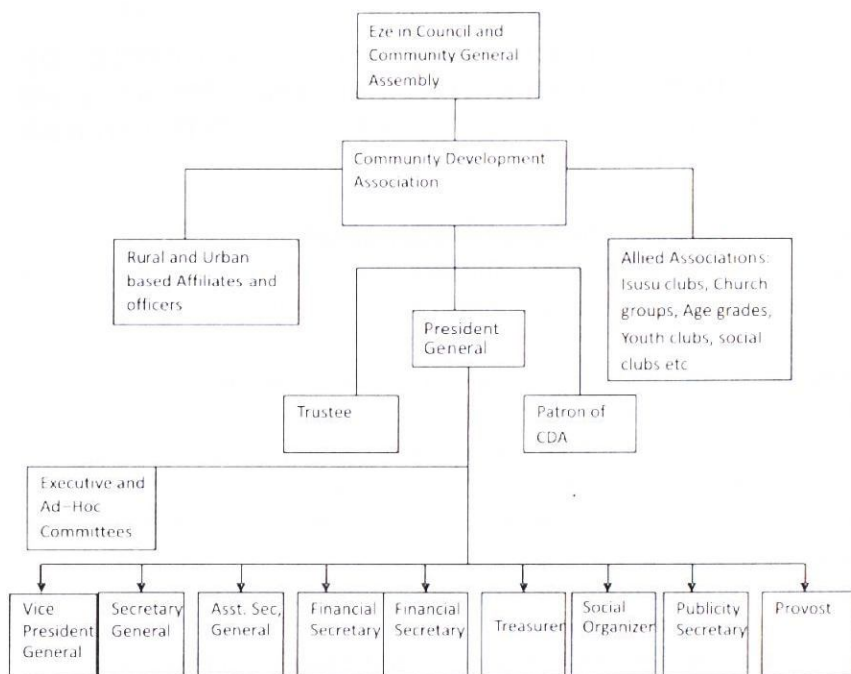 Eze in Council and
Community General
Assembly
Community Development
Association
Rural and Urban
based Affiliates and
officers
Allied Associations:
Isusu clubs, Church
groups, Age grades,
Youth clubs, social
clubs etc
President
General
Trustee
Patron of
CDA
Executive and
Ad-Hoc
Committees
Vice
President
General
Secretary
General
Asst. Sec,
General
Financial
Secretary
Financial
Secretary
Treasurer
Social
Organizer
Publicity
Secretary
Provost